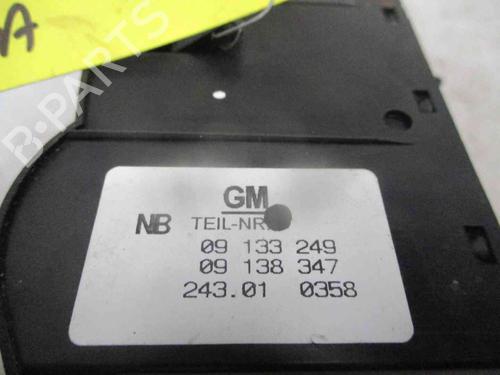 A
B-PARTS
GM
NB TEIL-NR.
09 133 249
09 138 347
243.01 0358